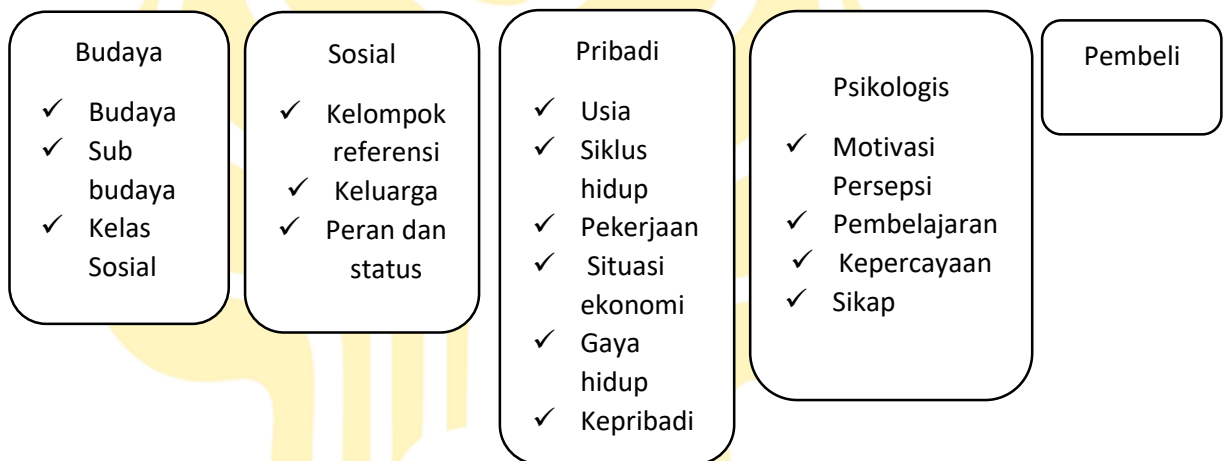 Budaya
✓ Budaya
✓ Sub
budaya
✓ Kelas
Sosial
Sosial
✓ Kelompok
referensi
✓ Keluarga
✓ Peran dan
status
Pribadi
✓ Usia
✓ Siklus
hidup
✓ Pekerjaan
✓ Situasi
ekonomi
✓ Gaya
hidup
✓ Kepribadi
Psikologis
✓ Motivasi
Persepsi
✓ Pembelajaran
✓ Kepercayaan
✓ Sikap
Pembeli